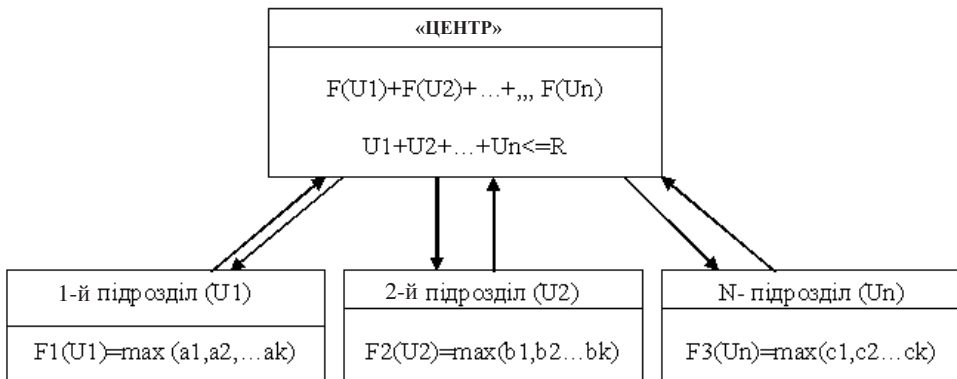 «ЦЕНТР»
F(U1)+F(U2)+...+,,, F(Un)
U1+U2+...+Un<=R
1-й підрозділ (U1)
F1(U1)=max (a1,a2,...ak)
2-й підрозділ (U2)
F2(U2)=max(b1,b2...bk)
N- підрозділ (Un)
F3(Un)=max(c1,c2...ck)